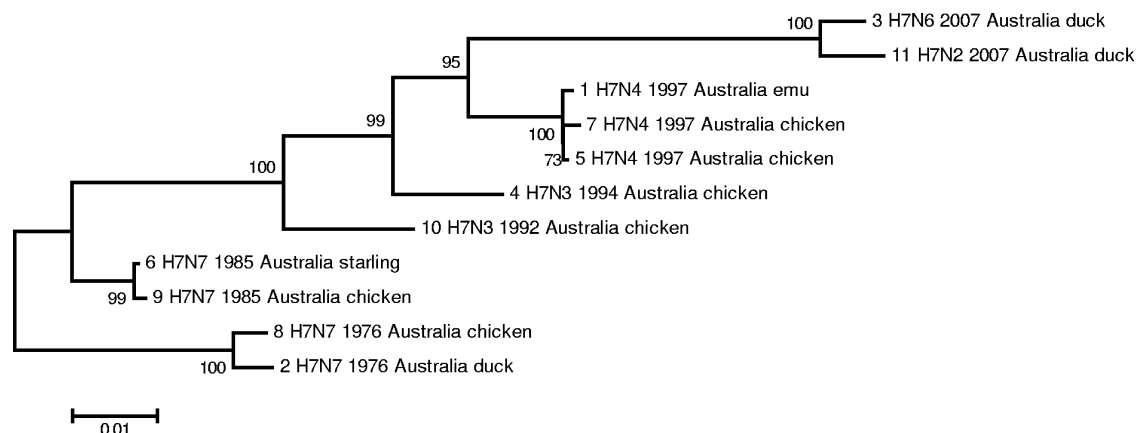 100 3 H7N6 2007 Australia duck
11 H7N2 2007 Australia duck
95
1 H7N4 1997 Australia emu
99
7 H7N4 1997 Australia chicken
100
73 5 H7N4 1997 Australia chicken
100
4 H7N3 1994 Australia chicken
10 H7N3 1992 Australia chicken
6 H7N7 1985 Australia starling
99 9 H7N7 1985 Australia chicken
8 H7N7 1976 Australia chicken
100 2 H7N7 1976 Australia duck
0.01